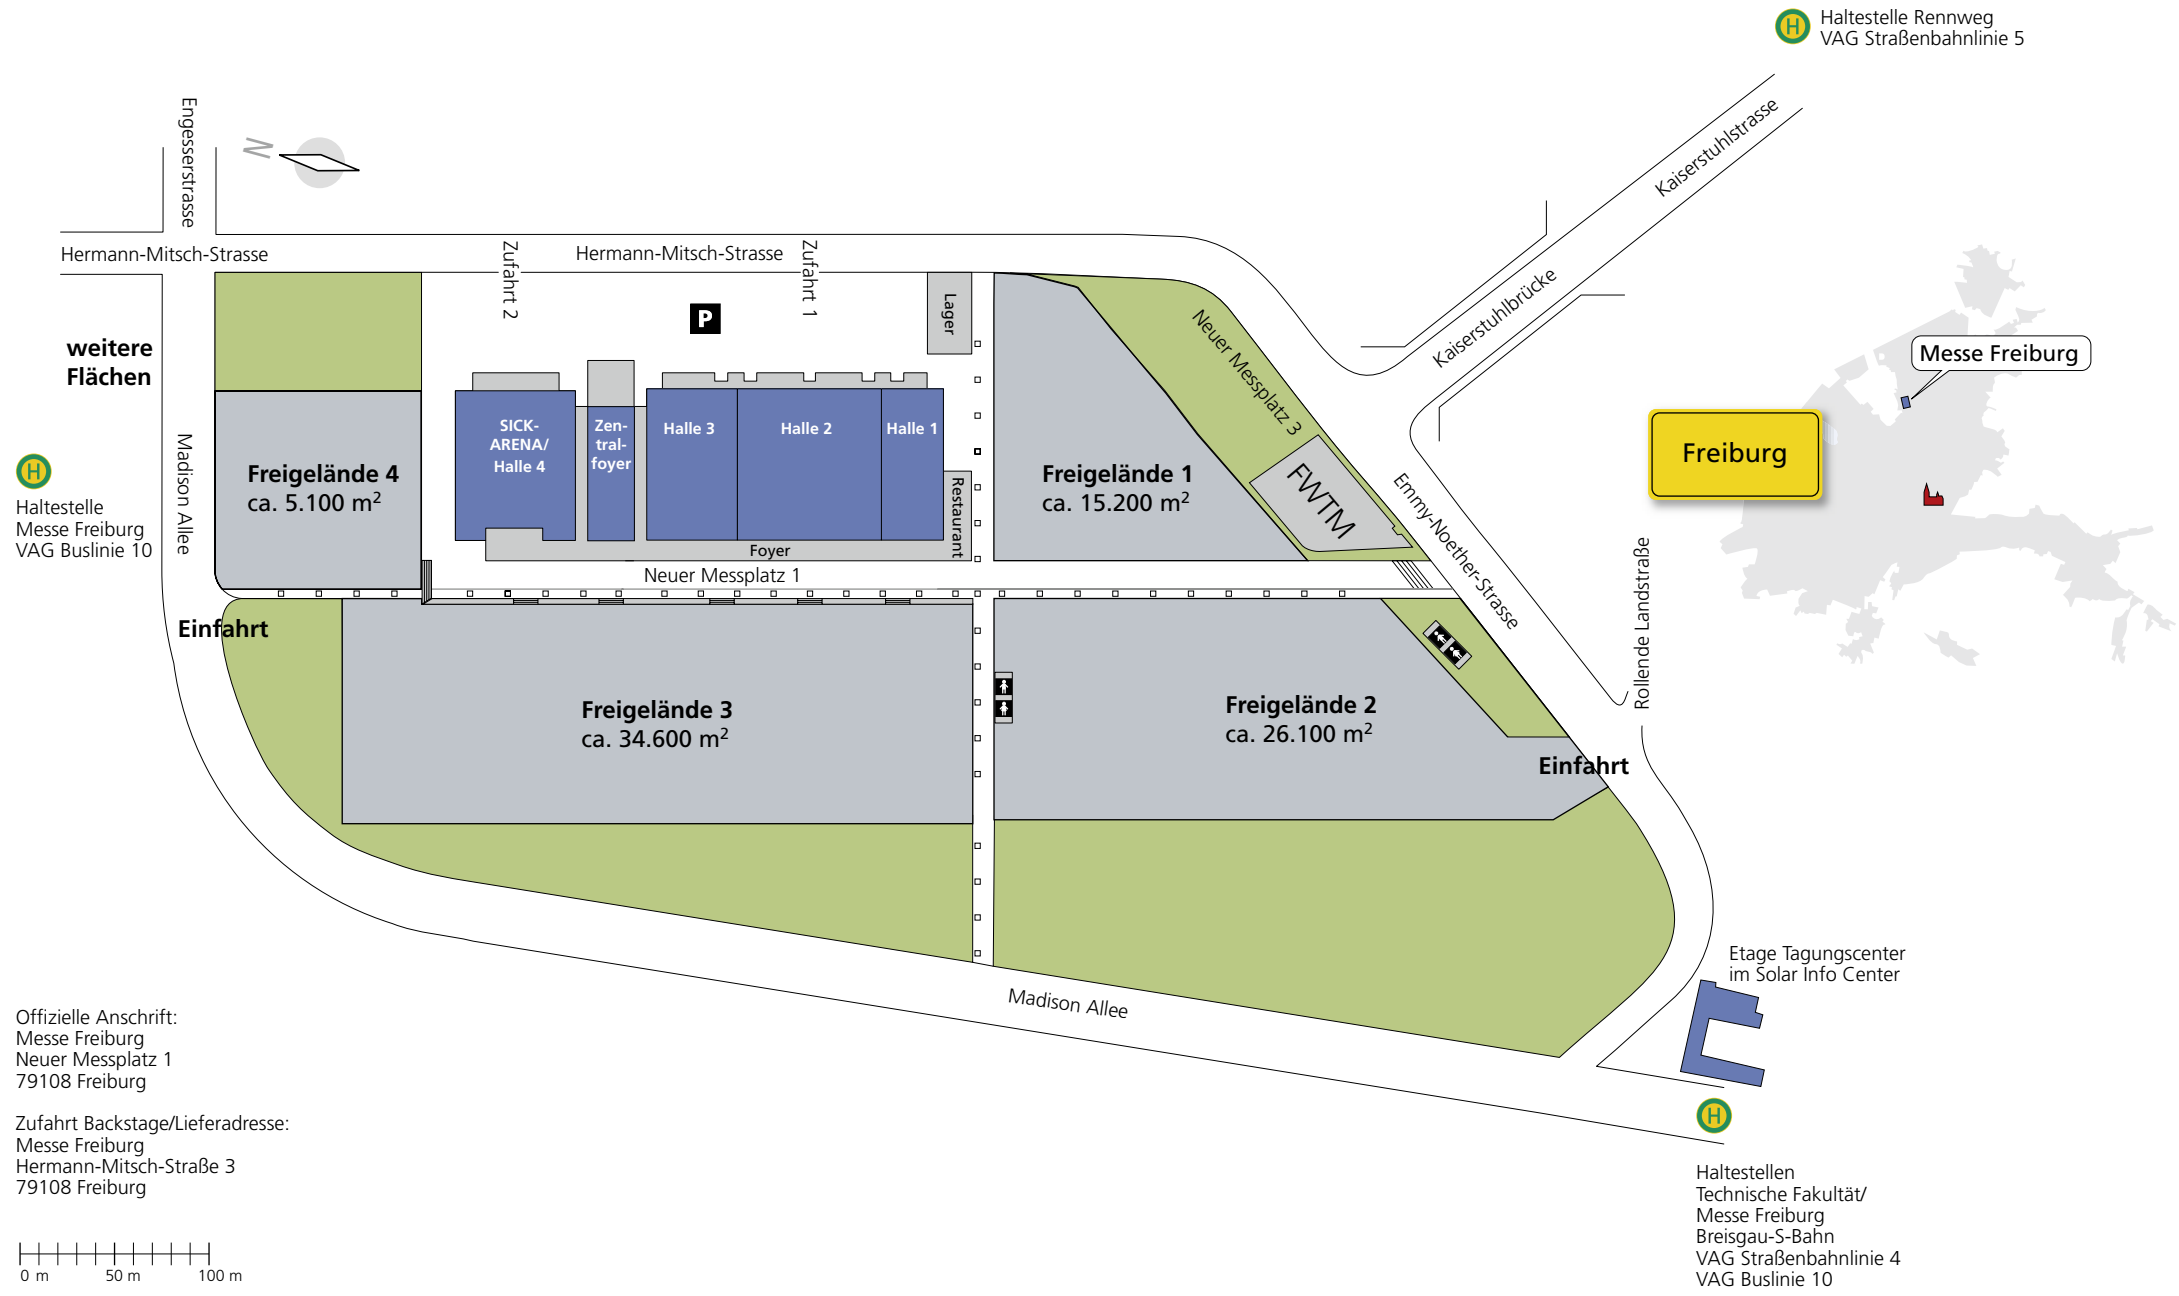 H
Haltestelle Rennweg
VAG Straßenbahnlinie 5
Engesserstrasse
N
Kaiserstuhlstrasse
Hermann-Mitsch-Strasse
Zufahrt 2
Hermann-Mitsch-Strasse
Zufahrt 1
Kaiserstuhlbrücke
Lager
P
Neuer Messplatz 3
weitere
Flächen
Messe Freiburg
Freiburg
Madison Allee
SICK-
ARENA/
Halle 4
Zen-
tral-
foyer
Halle 3
Halle 2
Halle 1
Restaurant
Foyer
Neuer Messplatz 1
Freigelände 4
ca. 5.100 m²
Freigelände 1
ca. 15.200 m²
FWTM
Emmy-Noether-Strasse
Rollende Landstraße
H
Haltestelle
Messe Freiburg
VAG Buslinie 10
Einfahrt
Freigelände 3
ca. 34.600 m²
Freigelände 2
ca. 26.100 m²
Einfahrt
Etage Tagungscenter
im Solar Info Center
Madison Allee
Offizielle Anschrift:
Messe Freiburg
Neuer Messplatz 1
79108 Freiburg
Zufahrt Backstage/Lieferadresse:
Messe Freiburg
Hermann-Mitsch-Straße 3
79108 Freiburg
H
Haltestellen
Technische Fakultät/
Messe Freiburg
Breisgau-S-Bahn
VAG Straßenbahnlinie 4
VAG Buslinie 10
0 m 50 m 100 m